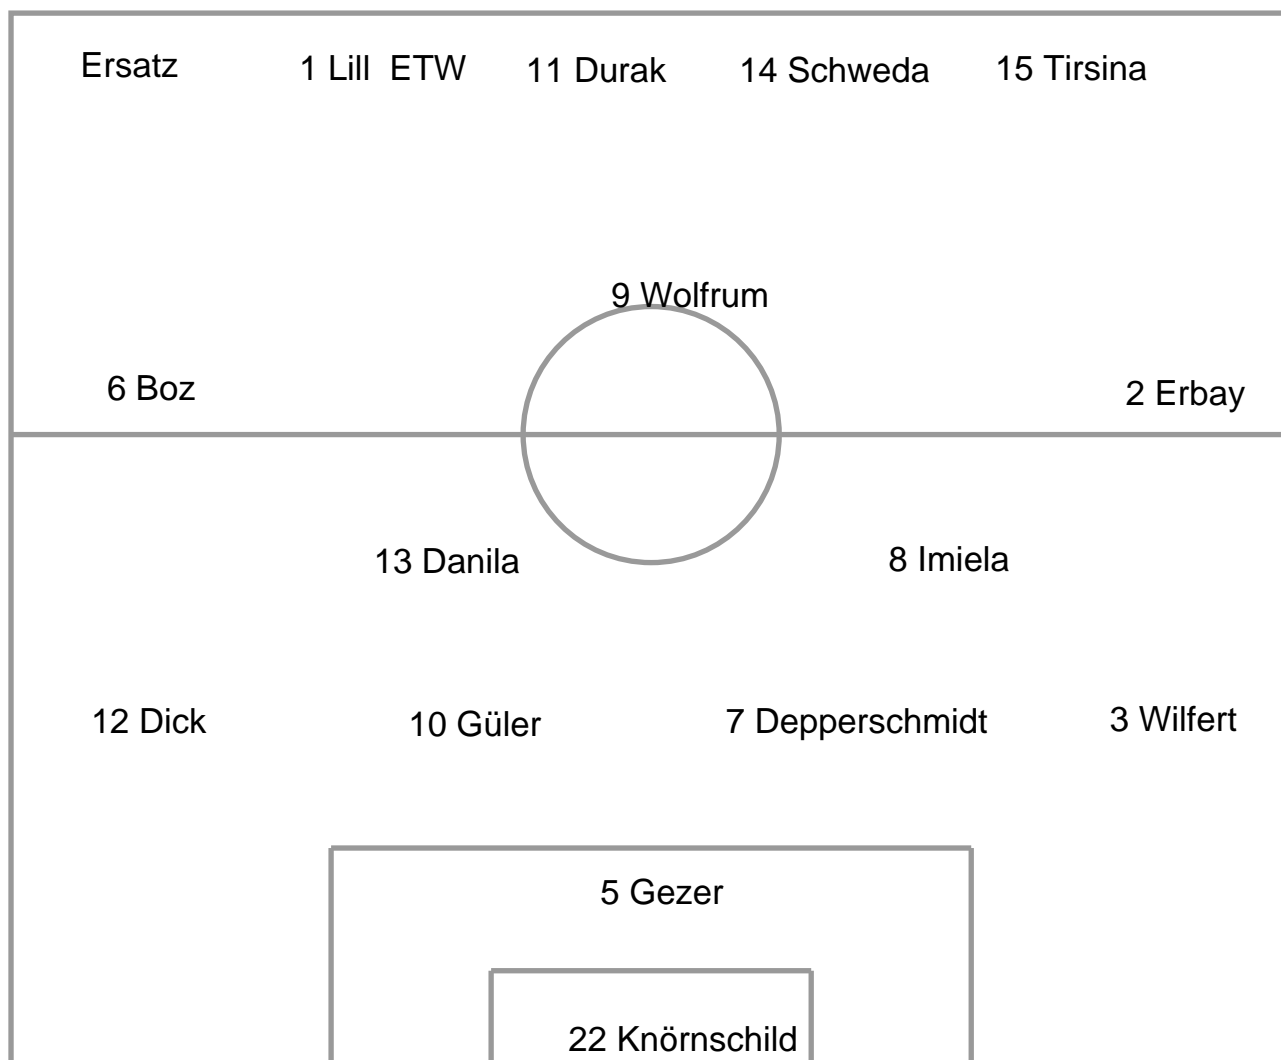 Ersatz 1 Lill ETW 11 Durak 14 Schweda 15 Tirsina
9 Wolfrum
6 Boz 2 Erbay
13 Danila 8 Imiela
12 Dick 10 Güler 7 Depperschmidt 3 Wilfert
5 Gezer
22 Knörnschild